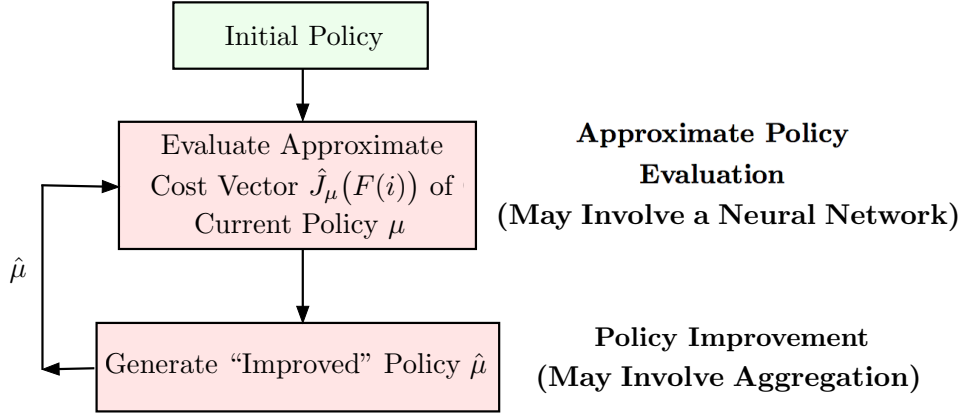 Initial Policy
Evaluate Approximate
Cost Vector Ĵμ(F(i)) of
Current Policy μ
Approximate Policy
Evaluation
(May Involve a Neural Network)
μ̂
Generate “Improved” Policy μ̂
Policy Improvement
(May Involve Aggregation)